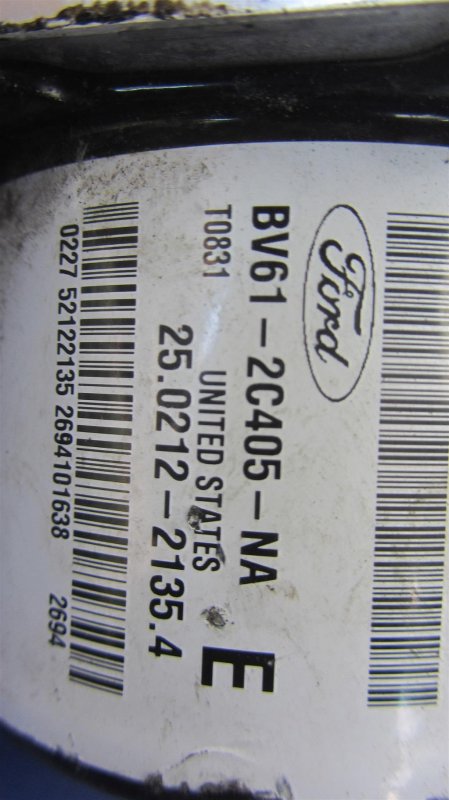 Ford
BV61-2C405-NA
T0831 UNITED STATES E
25.0212-2135.4
0227 52122135 2694101638 2694